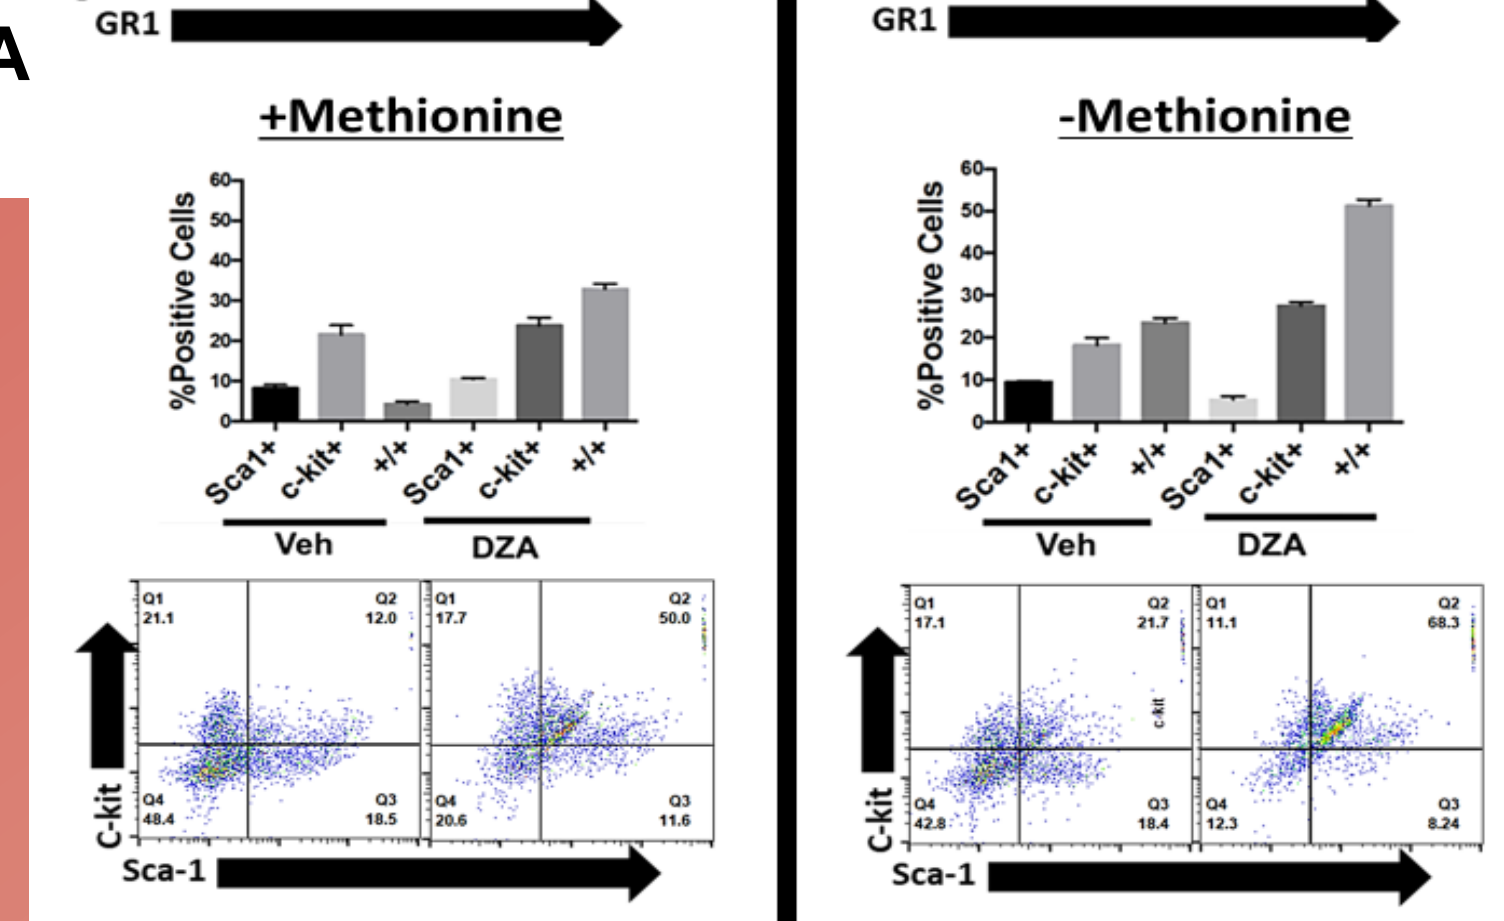 A
GR1
+Methionine
%Positive Cells
60
50
40
30
20
10
0
Sca1+ c-kit+ +/+ Sca1+ c-kit+ +/+
Veh DZA
Q1 21.1
Q2 12.0
Q4 48.4
Q3 18.5
Q1 17.7
Q2 50.0
Q4 20.6
Q3 11.6
C-kit
Sca-1
GR1
-Methionine
%Positive Cells
60
50
40
30
20
10
0
Sca1+ c-kit+ +/+ Sca1+ c-kit+ +/+
Veh DZA
Q1 17.1
Q2 21.7
Q4 42.8
Q3 18.4
c-kit
Q1 11.1
Q2 68.3
Q4 12.3
Q3 8.24
C-kit
Sca-1